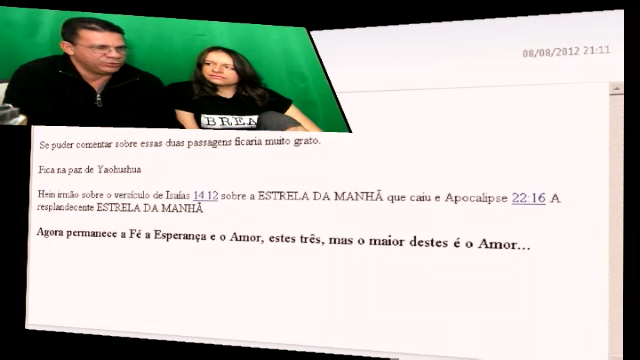 08/08/2012 21:11
BREA
Se puder comentar sobre essas duas passagens ficaria muito grato.
Fica na paz de Yaohushua
Hein irmão sobre o versículo de Isaías 14:12 sobre a ESTRELA DA MANHÃ que caiu e Apocalipse 22:16 A
resplandecente ESTRELA DA MANHÃ
Agora permanece a Fé a Esperança e o Amor, estes três, mas o maior destes é o Amor...